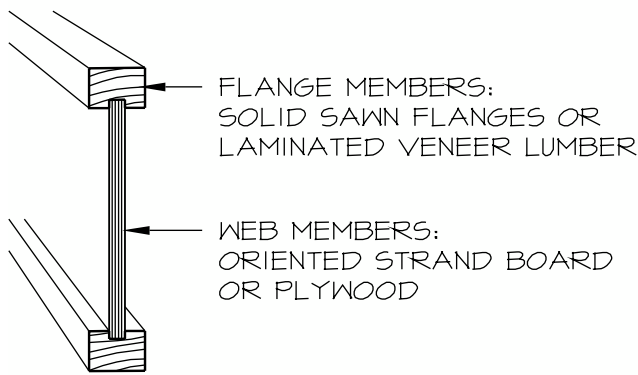 FLANGE MEMBERS:
SOLID SAWN FLANGES OR
LAMINATED VENEER LUMBER
WEB MEMBERS:
ORIENTED STRAND BOARD
OR PLYWOOD